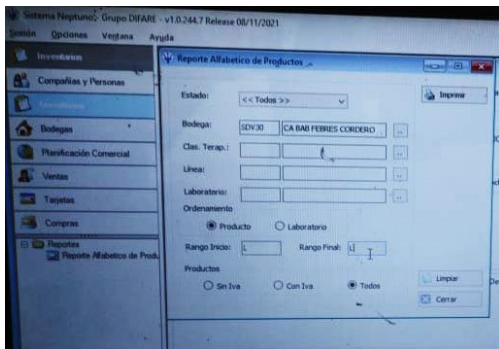 Sistema Neptuno - Grupo DIFARE - v1.0.244.7 Release 08/11/2021
Sesión Opciones Ventana Ayuda
Inventarios
Compañías y Personas
Inventarios
Bodegas
Planificación Comercial
Ventas
Tarjetas
Compras
Reportes
Reporte Alfabetico de Produ
Reporte Alfabetico de Productos
Estado: << Todos >>
Imprimir
Bodega: SDV30 CA BAB FEBRES CORDERO ..
Clas. Terap.: ..
Línea: ..
Laboratorio: ..
Ordenamiento
Producto Laboratorio
Rango Inicio: L Rango Final: L
Productos
Sin Iva Con Iva Todos
Limpiar
Cerrar